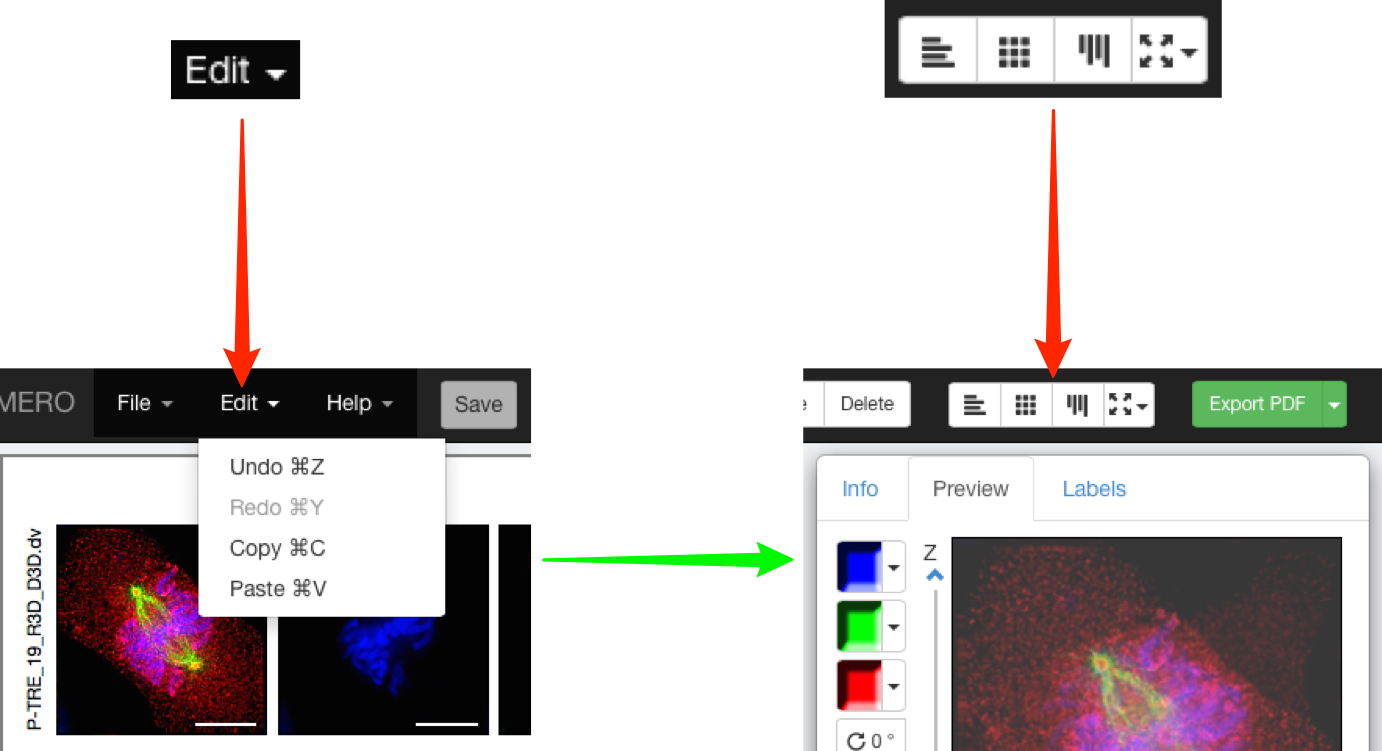 Edit
MERO File Edit Help Save
Delete Export PDF
Undo ⌘Z
Redo ⌘Y
Copy ⌘C
Paste ⌘V
P-TRE_19_R3D_D3D.dv
Info Preview Labels
Z
0 °